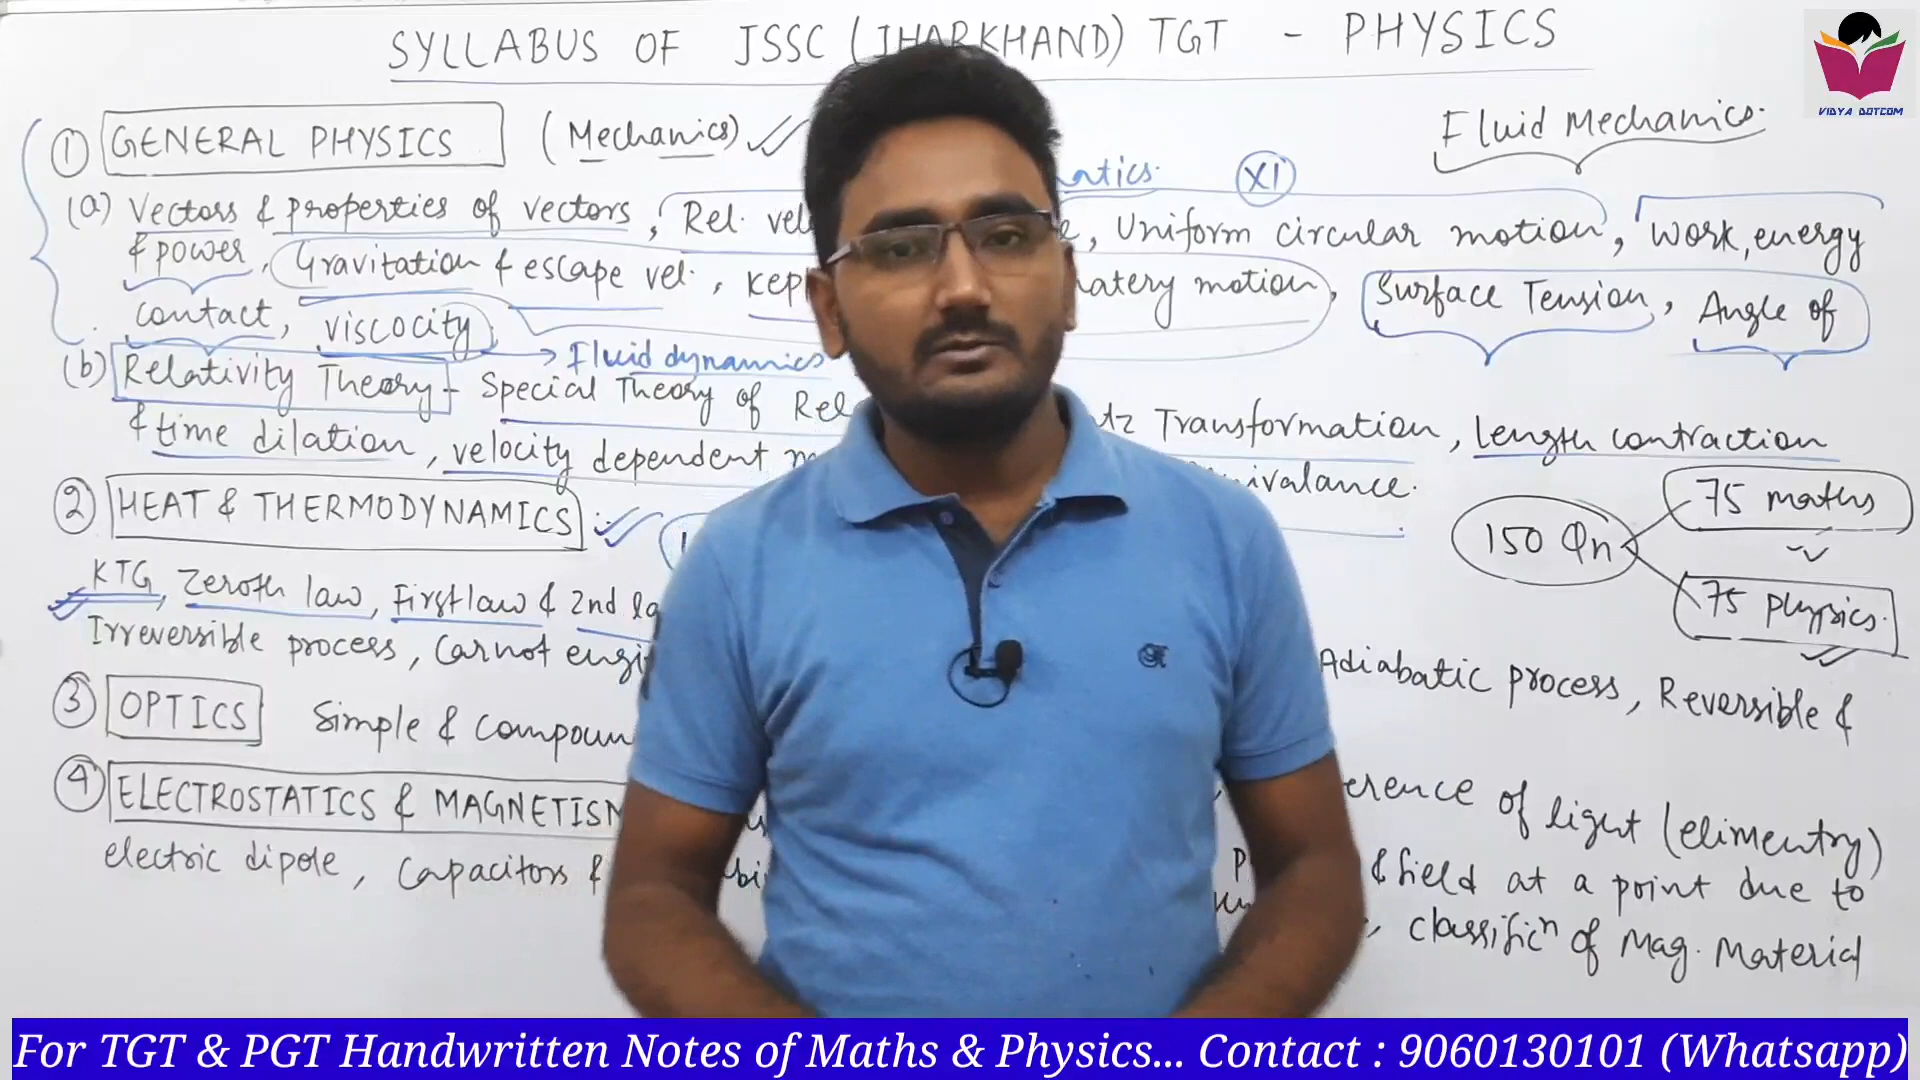 SYLLABUS OF JSSC (JHARKHAND) TGT - PHYSICS
VIDYA DOTCOM
① GENERAL PHYSICS (Mechanics)
Fluid Mechanics.
XI
(a) Vectors & properties of vectors, Rel. vel , Uniform circular motion, Work, energy
& power, Gravitation & escape vel., Kep natery motion, Surface Tension, Angle of
contact, viscocity
→ Fluid dynamics
(b) Relativity Theory - Special Theory of Rel tz Transformation, Length contraction
& time dilation, velocity dependent m ivalance.
150 Qn
75 maths
75 physics.
② HEAT & THERMODYNAMICS
KTG, Zeroth law, First law & 2nd la Adiabatic process, Reversible &
Irreversible process, Carnot engi
③ OPTICS Simple & compoun erence of light (elimentry)
④ ELECTROSTATICS & MAGNETISM & field at a point due to
electric dipole, Capacitors & , classificn of Mag. Material
For TGT & PGT Handwritten Notes of Maths & Physics... Contact : 9060130101 (Whatsapp)